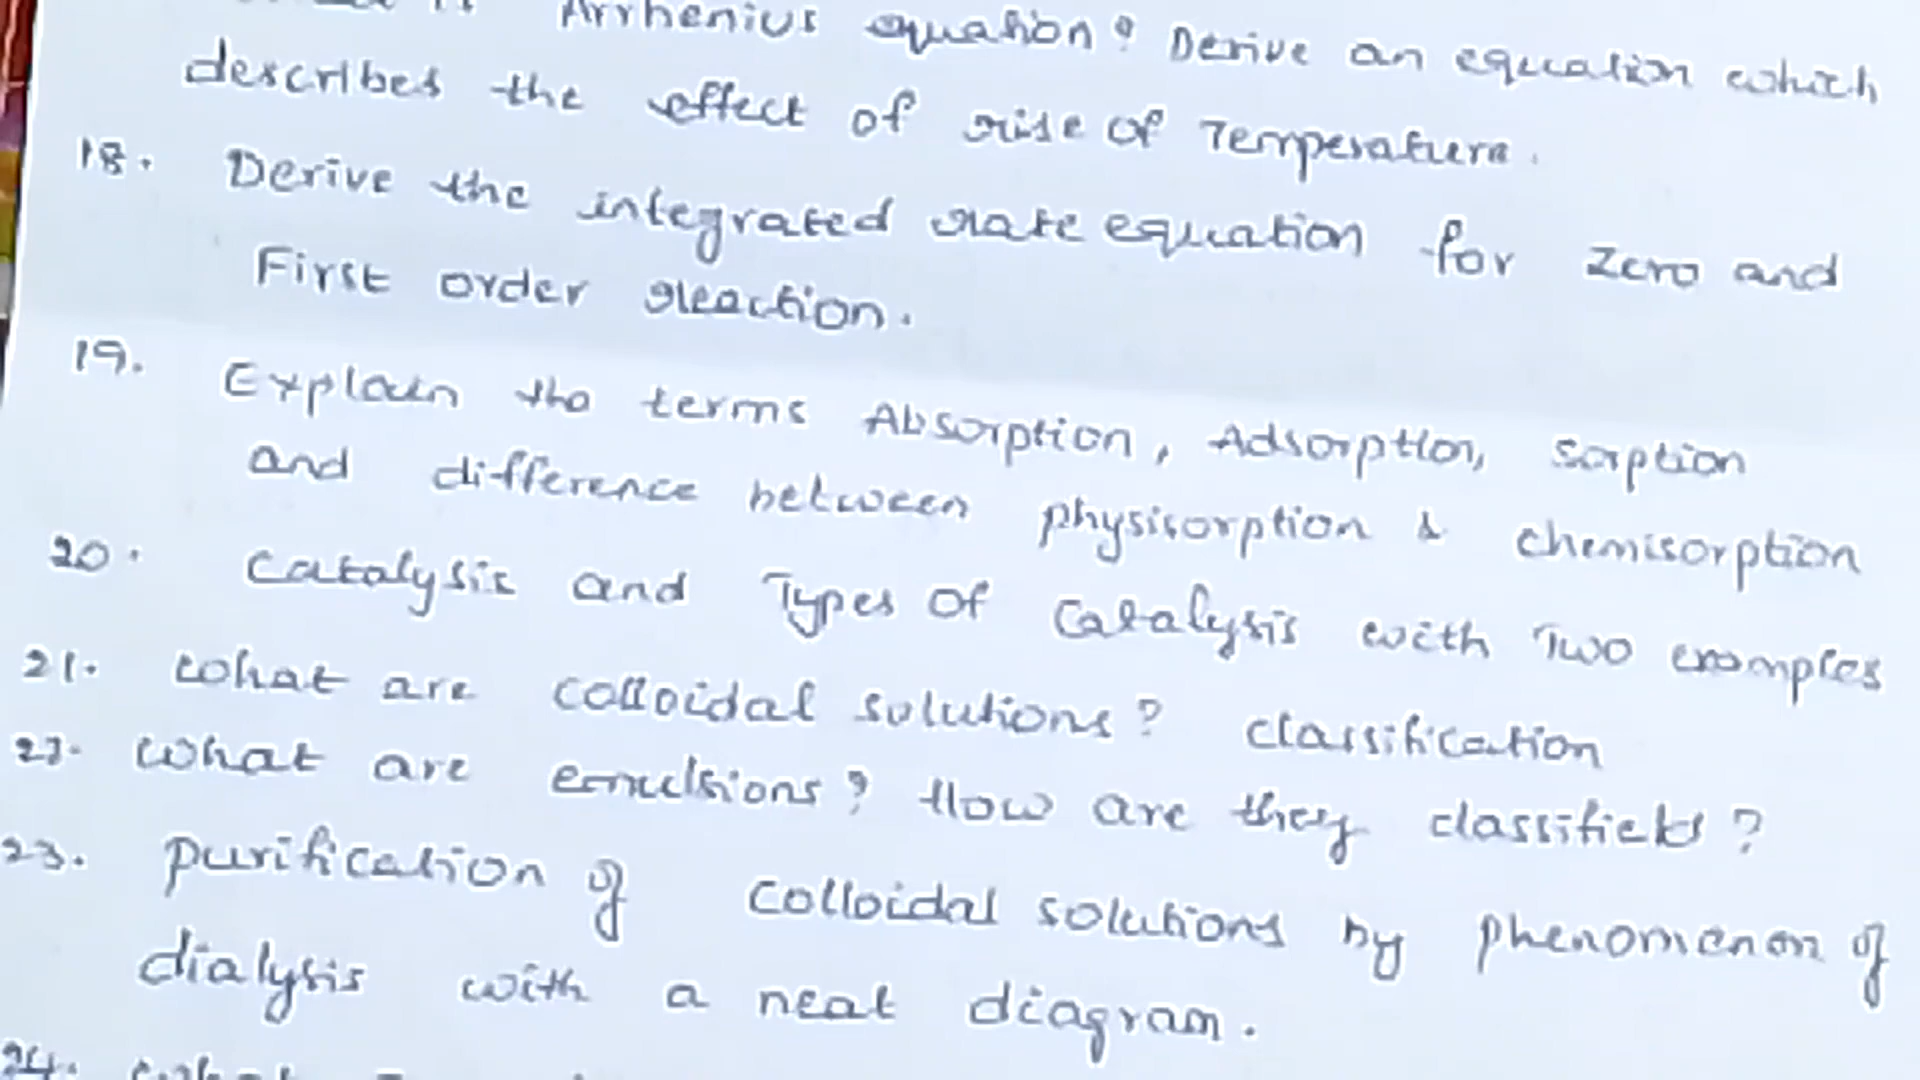 Arrhenius equation? Derive an equation which
describes the effect of rise of Temperature.
18. Derive the integrated rate equation for Zero and
First order reaction.
19. Explain the terms Absorption, Adsorption, sorption
and difference between physisorption & chemisorption
20. Catalysis and Types of Catalysis with Two examples
21. What are colloidal solutions? classification
22. What are emulsions? How are they classified?
23. purification of colloidal solutions by phenomenon of
dialysis with a neat diagram.
24. what